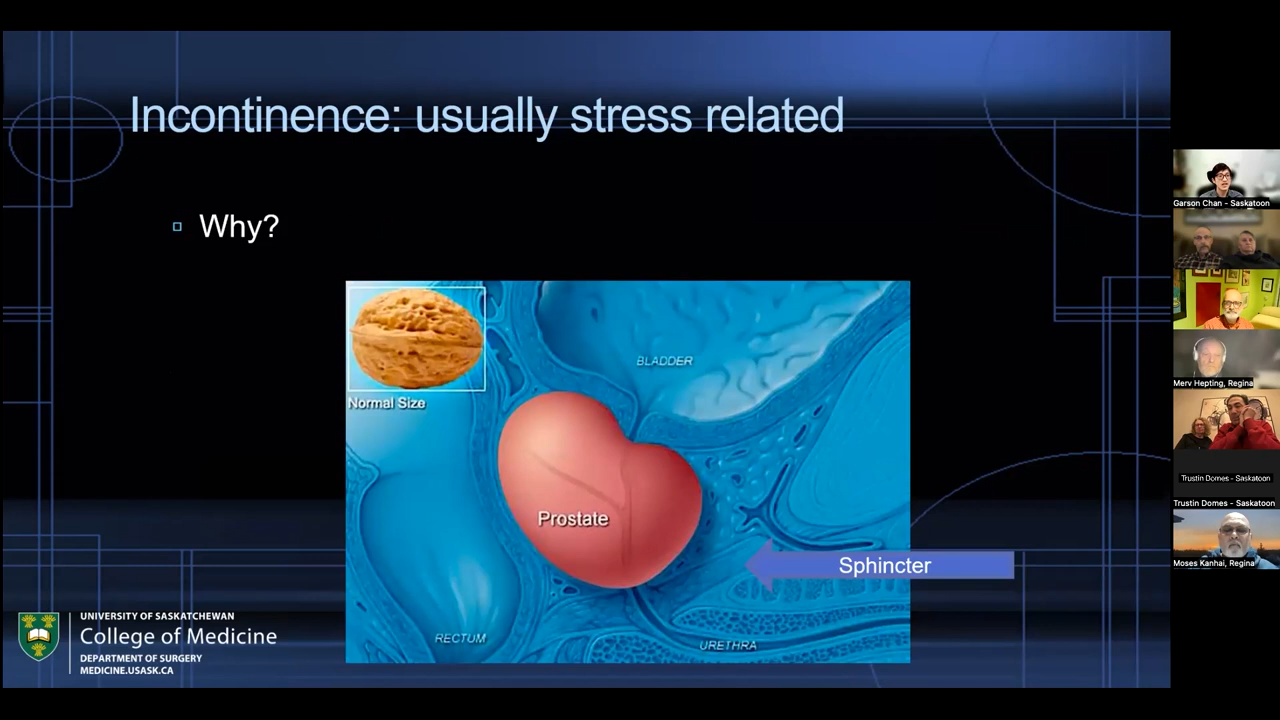 Incontinence: usually stress related
Why?
Normal Size
BLADDER
Prostate
Sphincter
RECTUM
URETHRA
UNIVERSITY OF SASKATCHEWAN
College of Medicine
DEPARTMENT OF SURGERY
MEDICINE.USASK.CA
Garson Chan - Saskatoon
Merv Hepting, Regina
Trustin Domes - Saskatoon
Trustin Domes - Saskatoon
Moses Kanhai, Regina